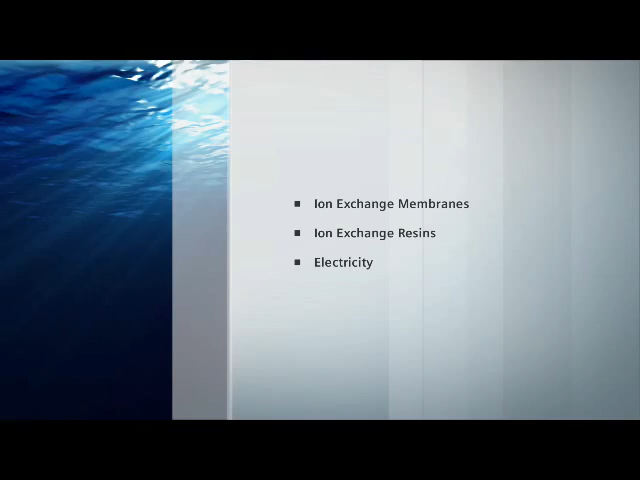 ▪ Ion Exchange Membranes
▪ Ion Exchange Resins
▪ Electricity